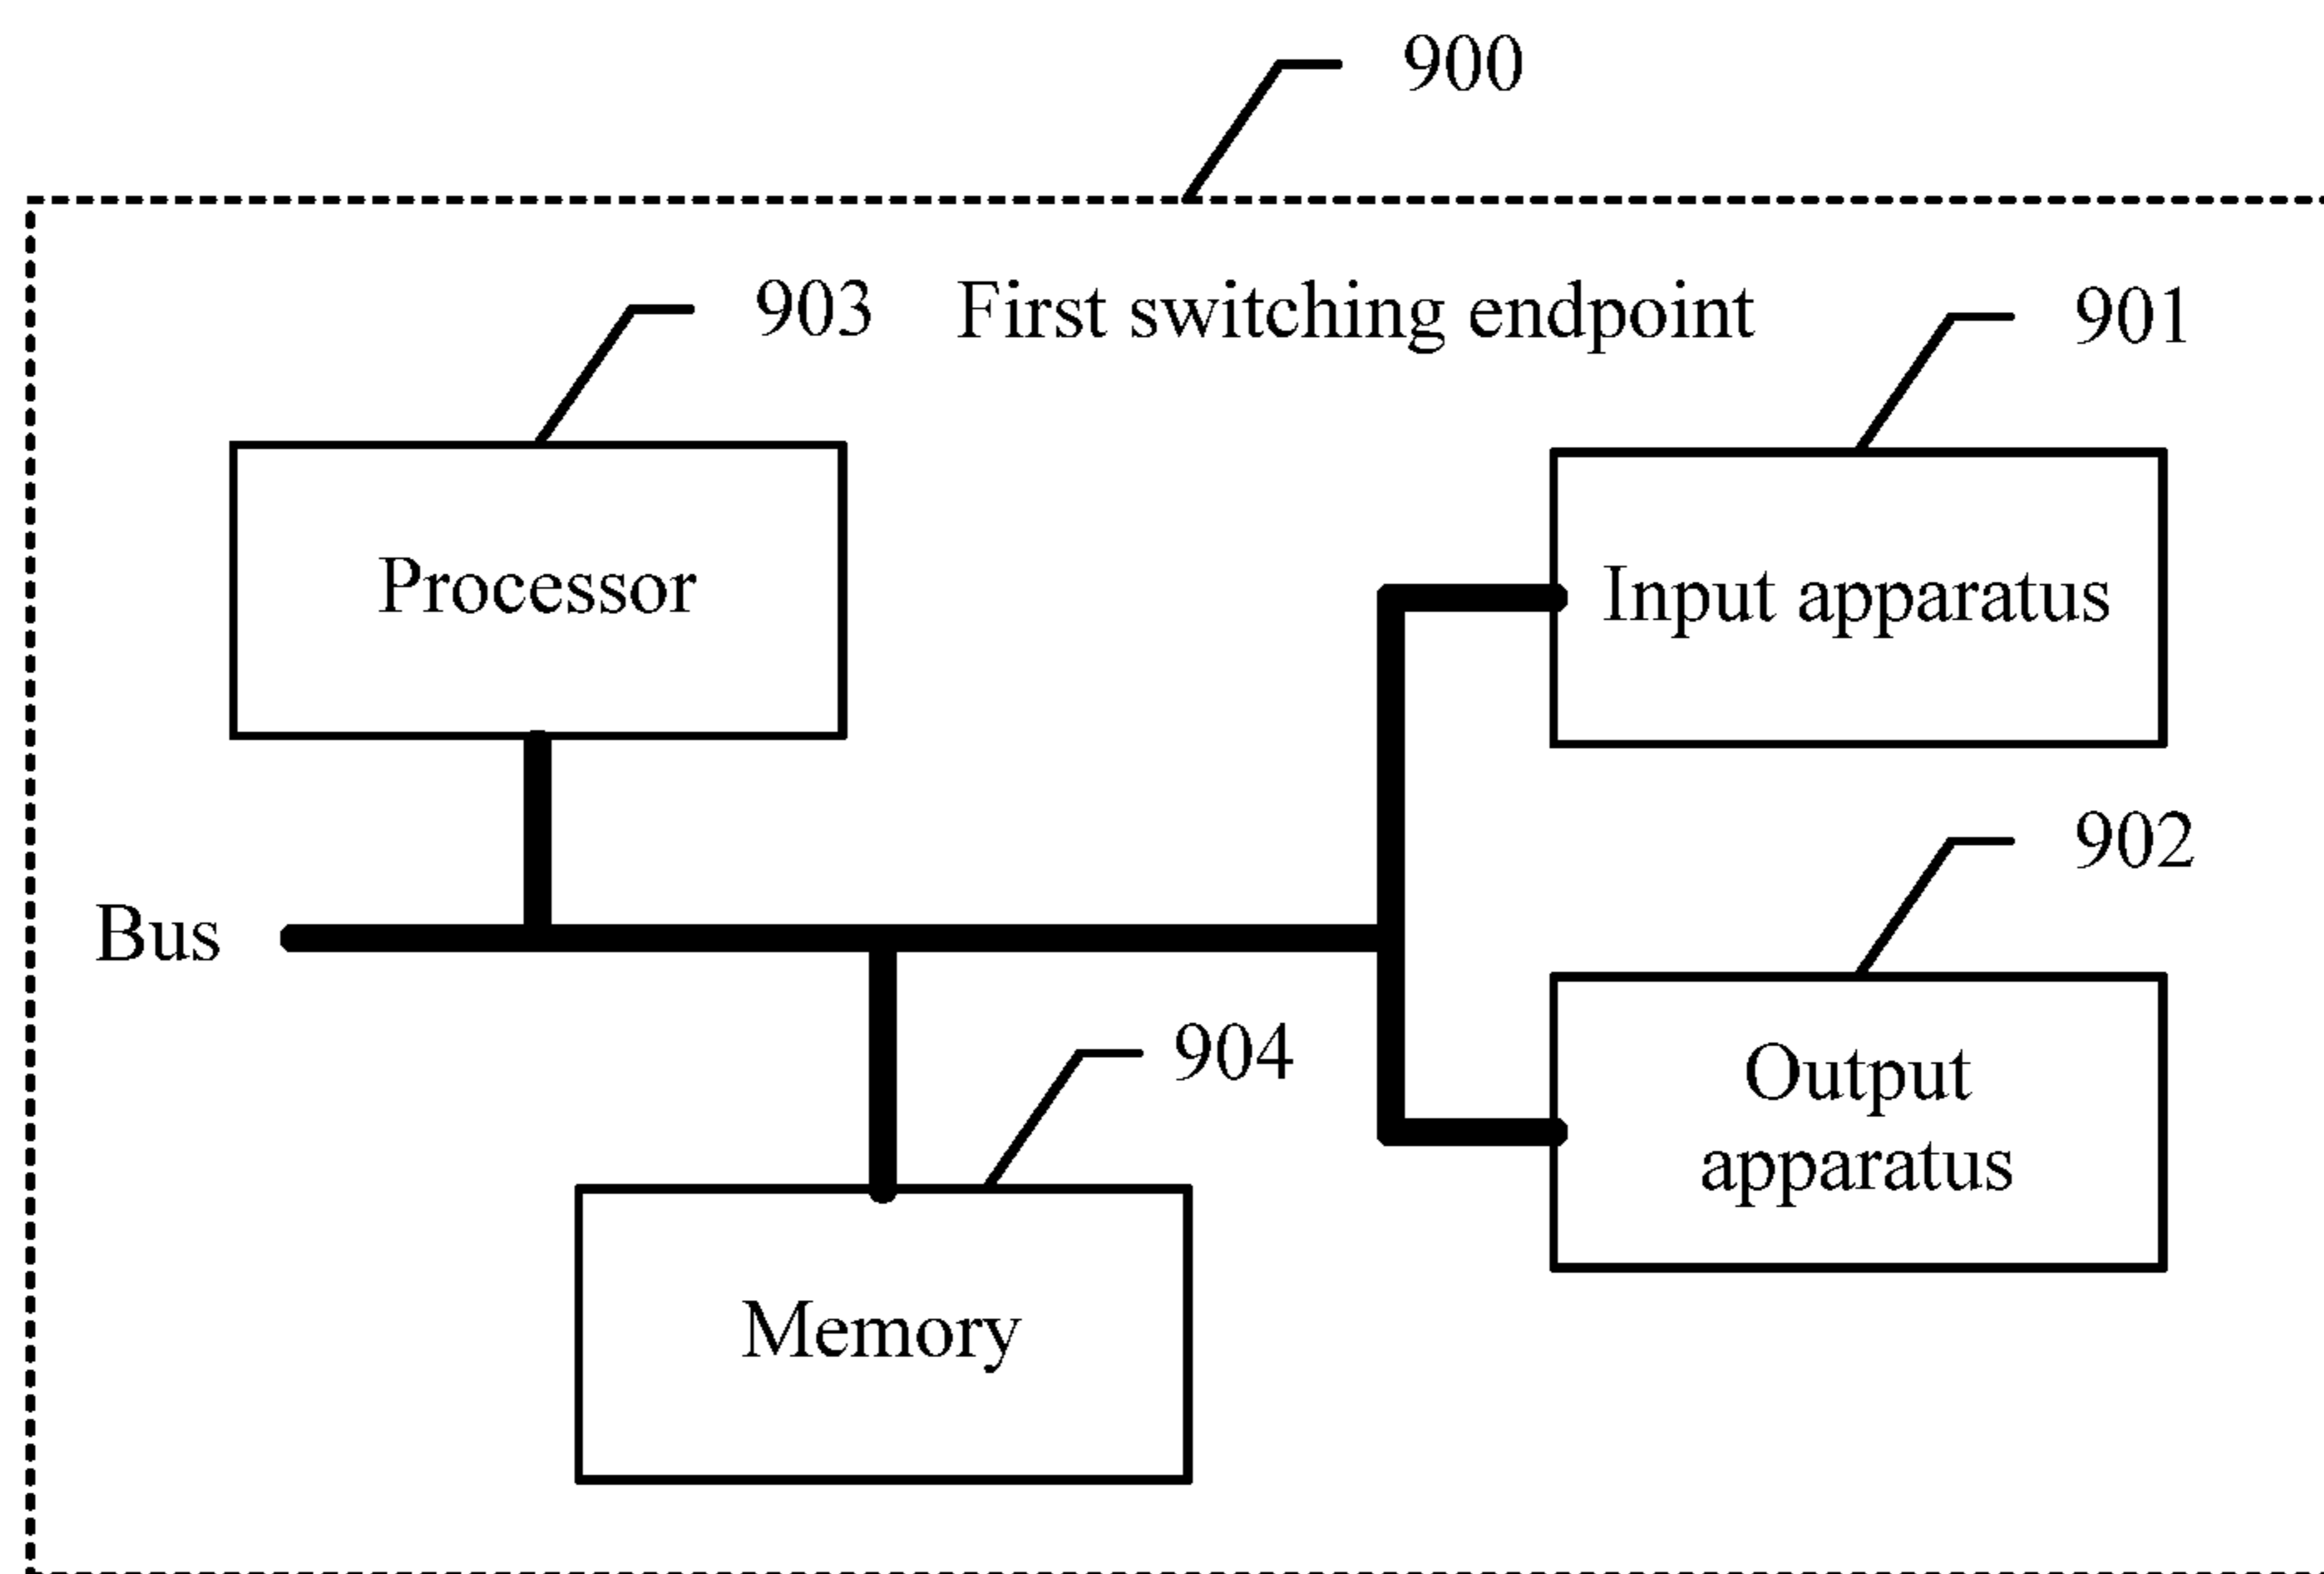 900
903
First switching endpoint
901
Processor
Input apparatus
902
Bus
904
Output
apparatus
Memory